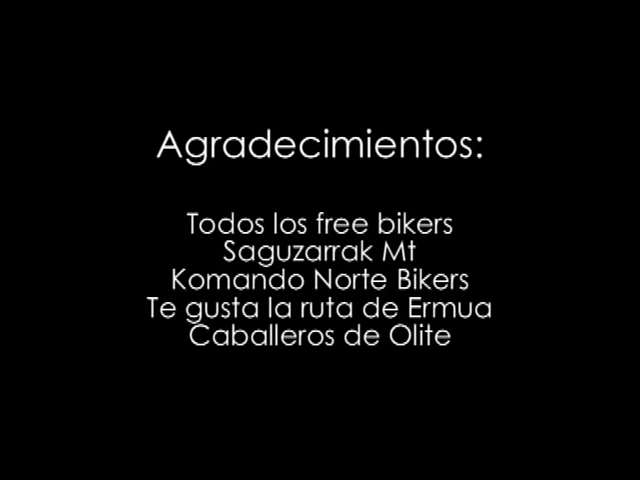 Agradecimientos:
Todos los free bikers
Saguzarrak Mt
Komando Norte Bikers
Te gusta la ruta de Ermua
Caballeros de Olite